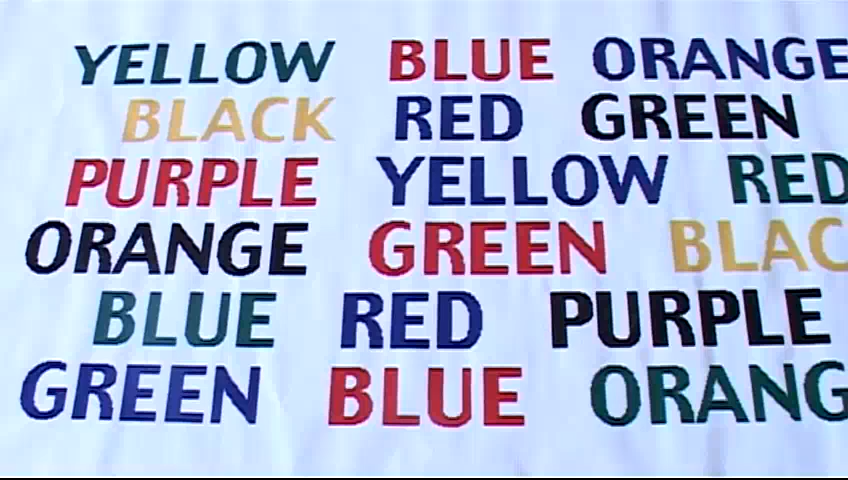 YELLOW BLUE ORANGE
BLACK RED GREEN
PURPLE YELLOW RED
ORANGE GREEN BLAC
BLUE RED PURPLE
GREEN BLUE ORANG